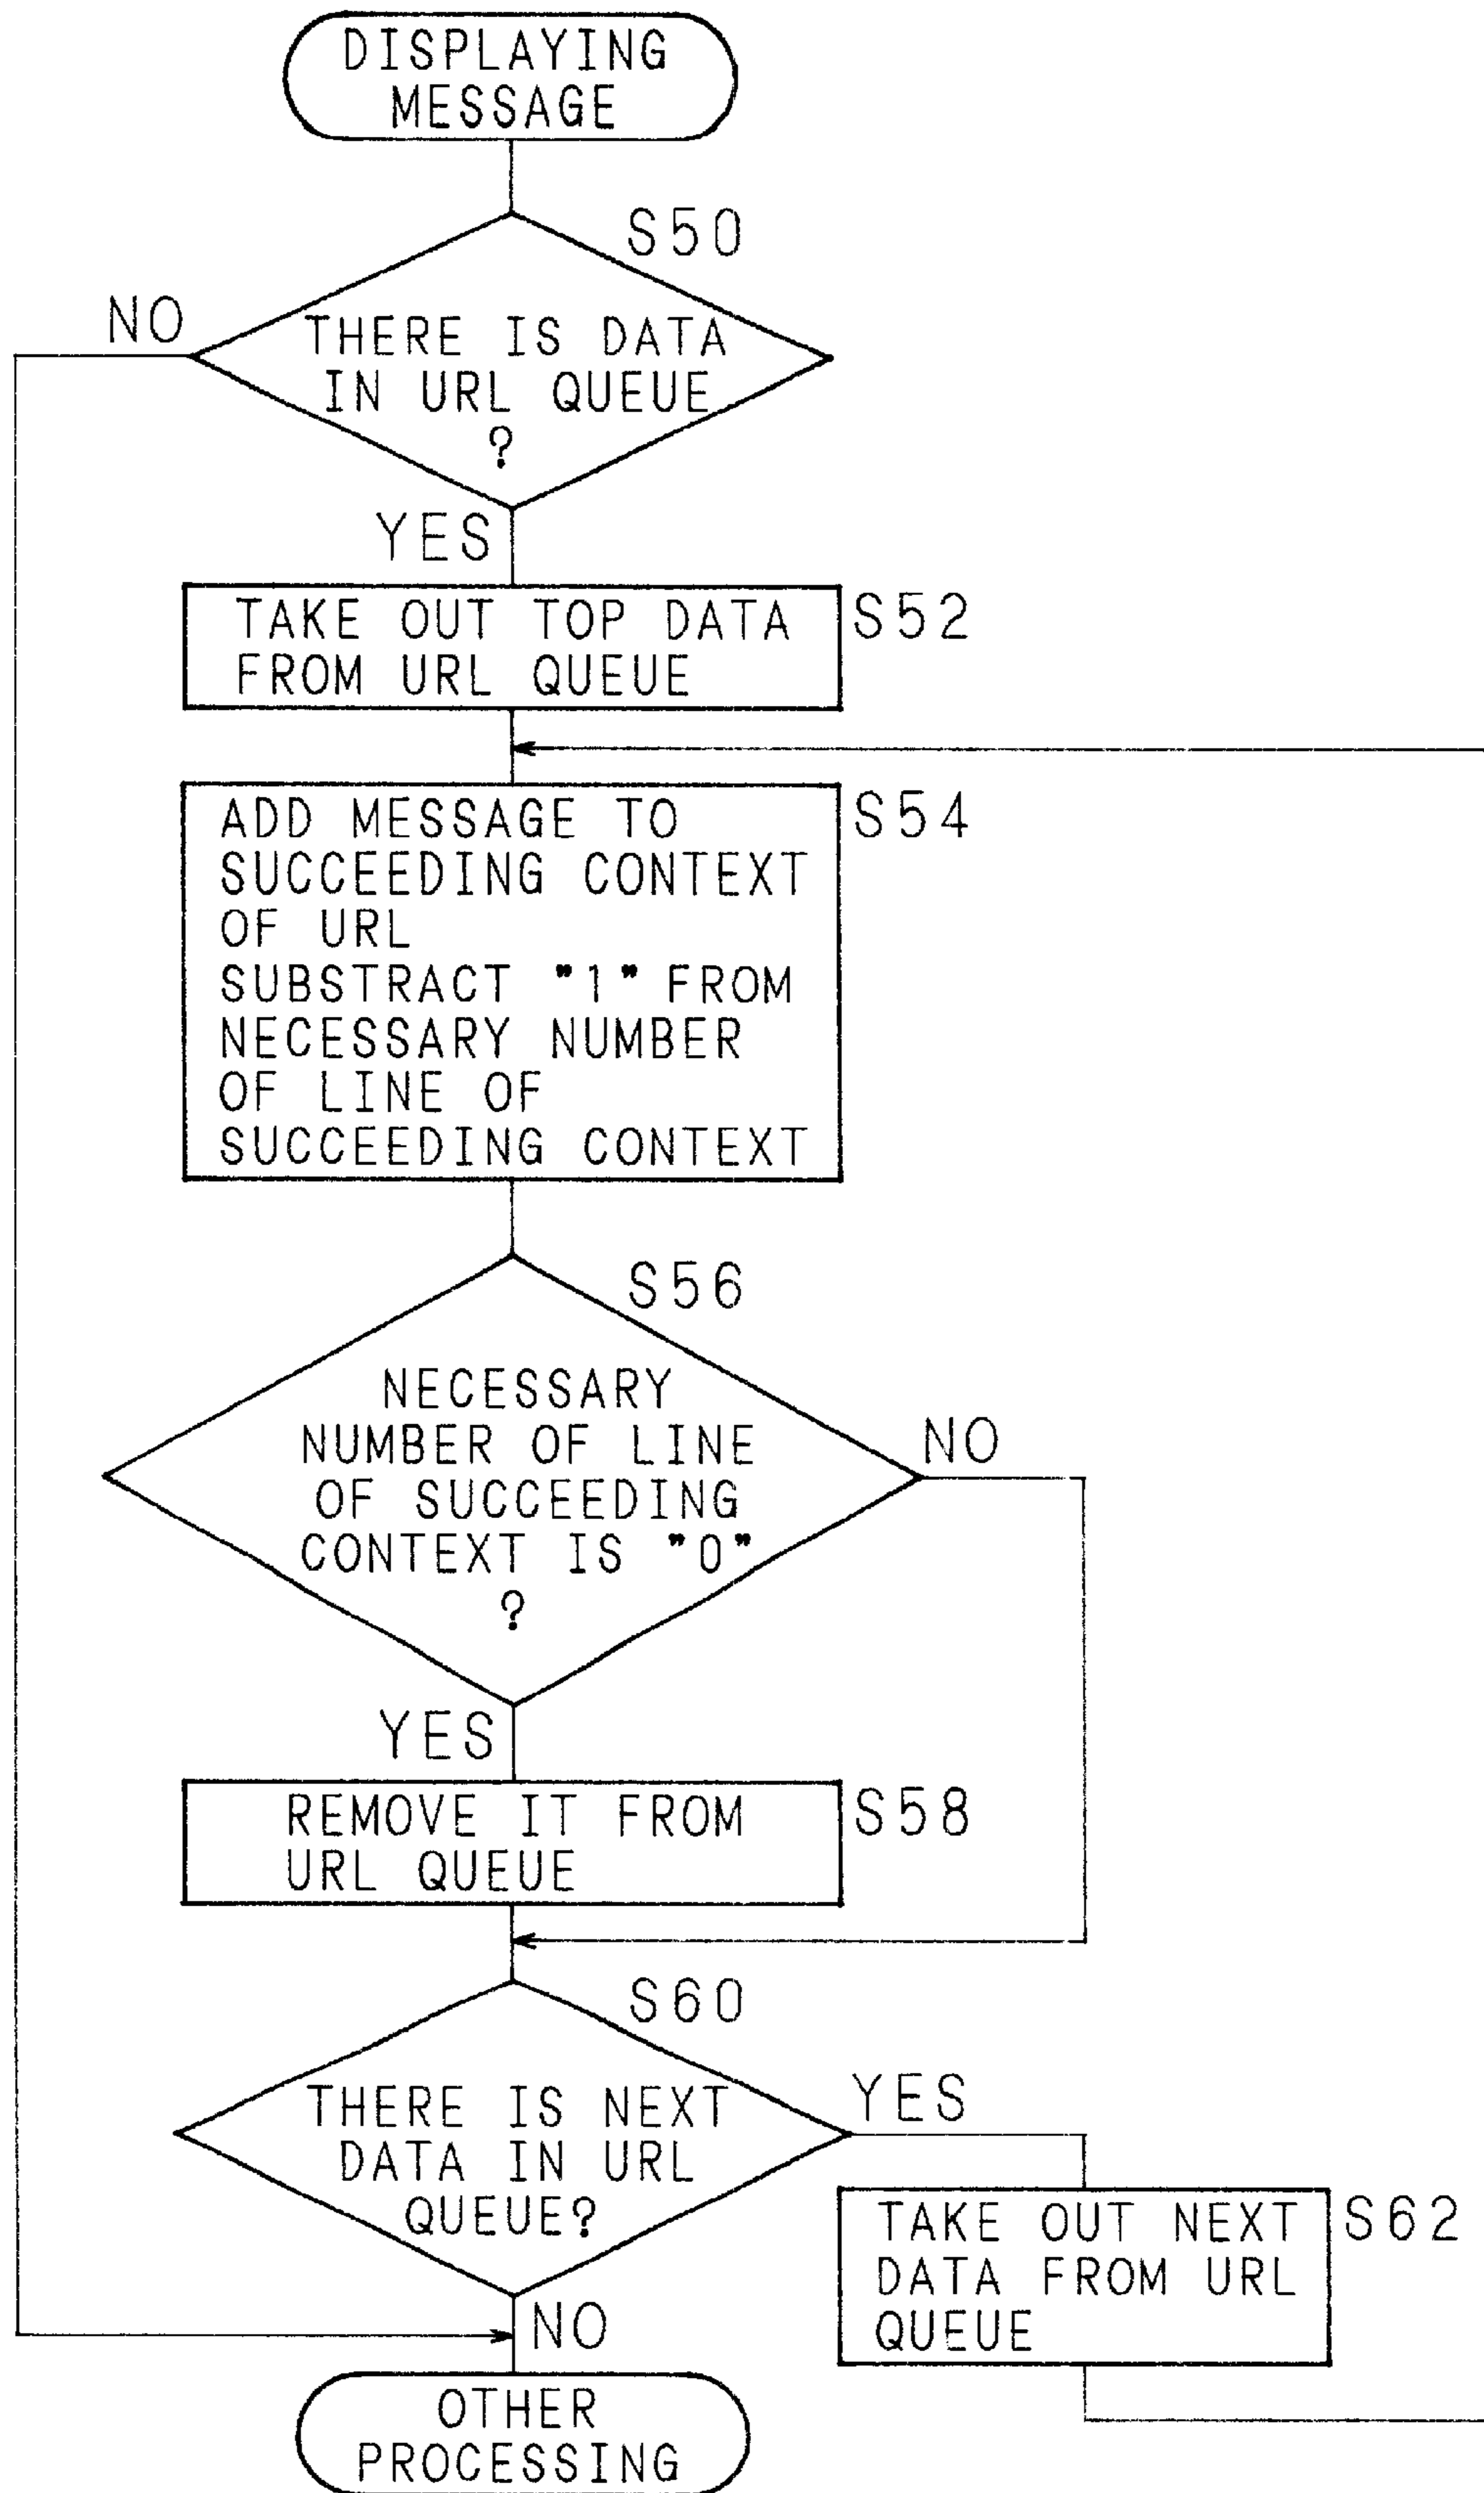 DISPLAYING
MESSAGE
S50
NO
THERE IS DATA
IN URL QUEUE
?
YES
TAKE OUT TOP DATA
FROM URL QUEUE
S52
ADD MESSAGE TO
SUCCEEDING CONTEXT
OF URL
SUBSTRACT "1" FROM
NECESSARY NUMBER
OF LINE OF
SUCCEEDING CONTEXT
S54
S56
NECESSARY
NUMBER OF LINE
OF SUCCEEDING
CONTEXT IS "0"
?
NO
YES
REMOVE IT FROM
URL QUEUE
S58
S60
THERE IS NEXT
DATA IN URL
QUEUE?
YES
TAKE OUT NEXT
DATA FROM URL
QUEUE
S62
NO
OTHER
PROCESSING